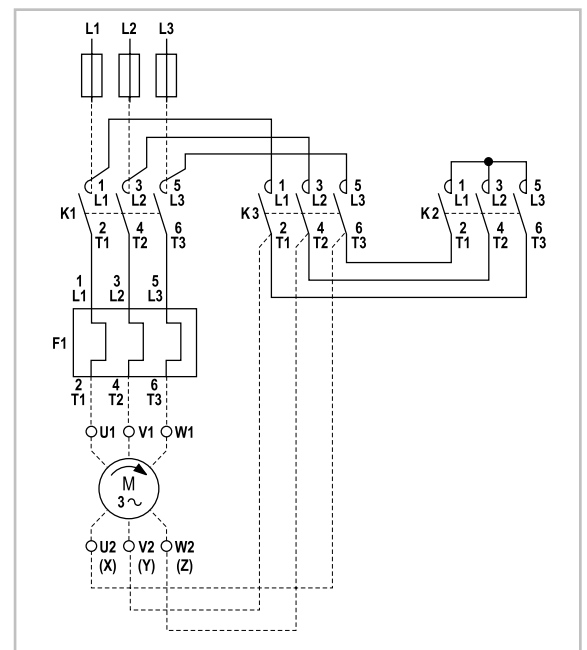 L1 L2 L3
1 3 5 1 3 5 1 3 5
L1 L2 L3 L1 L2 L3 L1 L2 L3
K1 K3 K2
2 4 6 2 4 6 2 4 6
T1 T2 T3 T1 T2 T3 T1 T2 T3
1 3 5
L1 L2 L3
F1
2 4 6
T1 T2 T3
U1 V1 W1
M
3~
U2 V2 W2
(X) (Y) (Z)